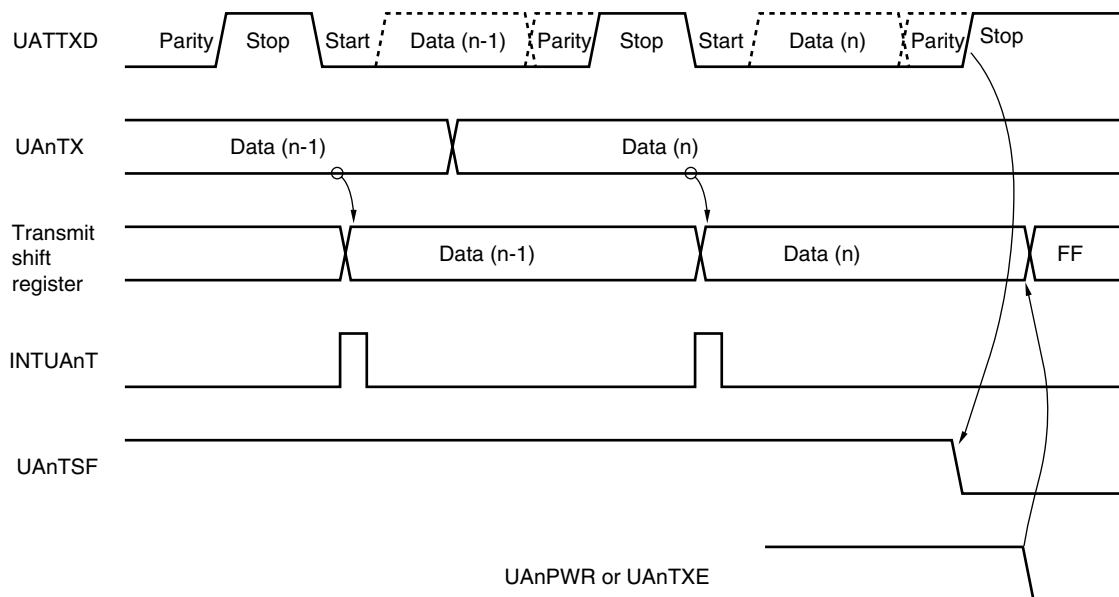 UATTXD
Parity Stop Start Data (n-1) Parity Stop Start Data (n) Parity Stop
UAnTX
Data (n-1) Data (n)
Transmit
shift
register
Data (n-1) Data (n) FF
INTUAnT
UAnTSF
UAnPWR or UAnTXE